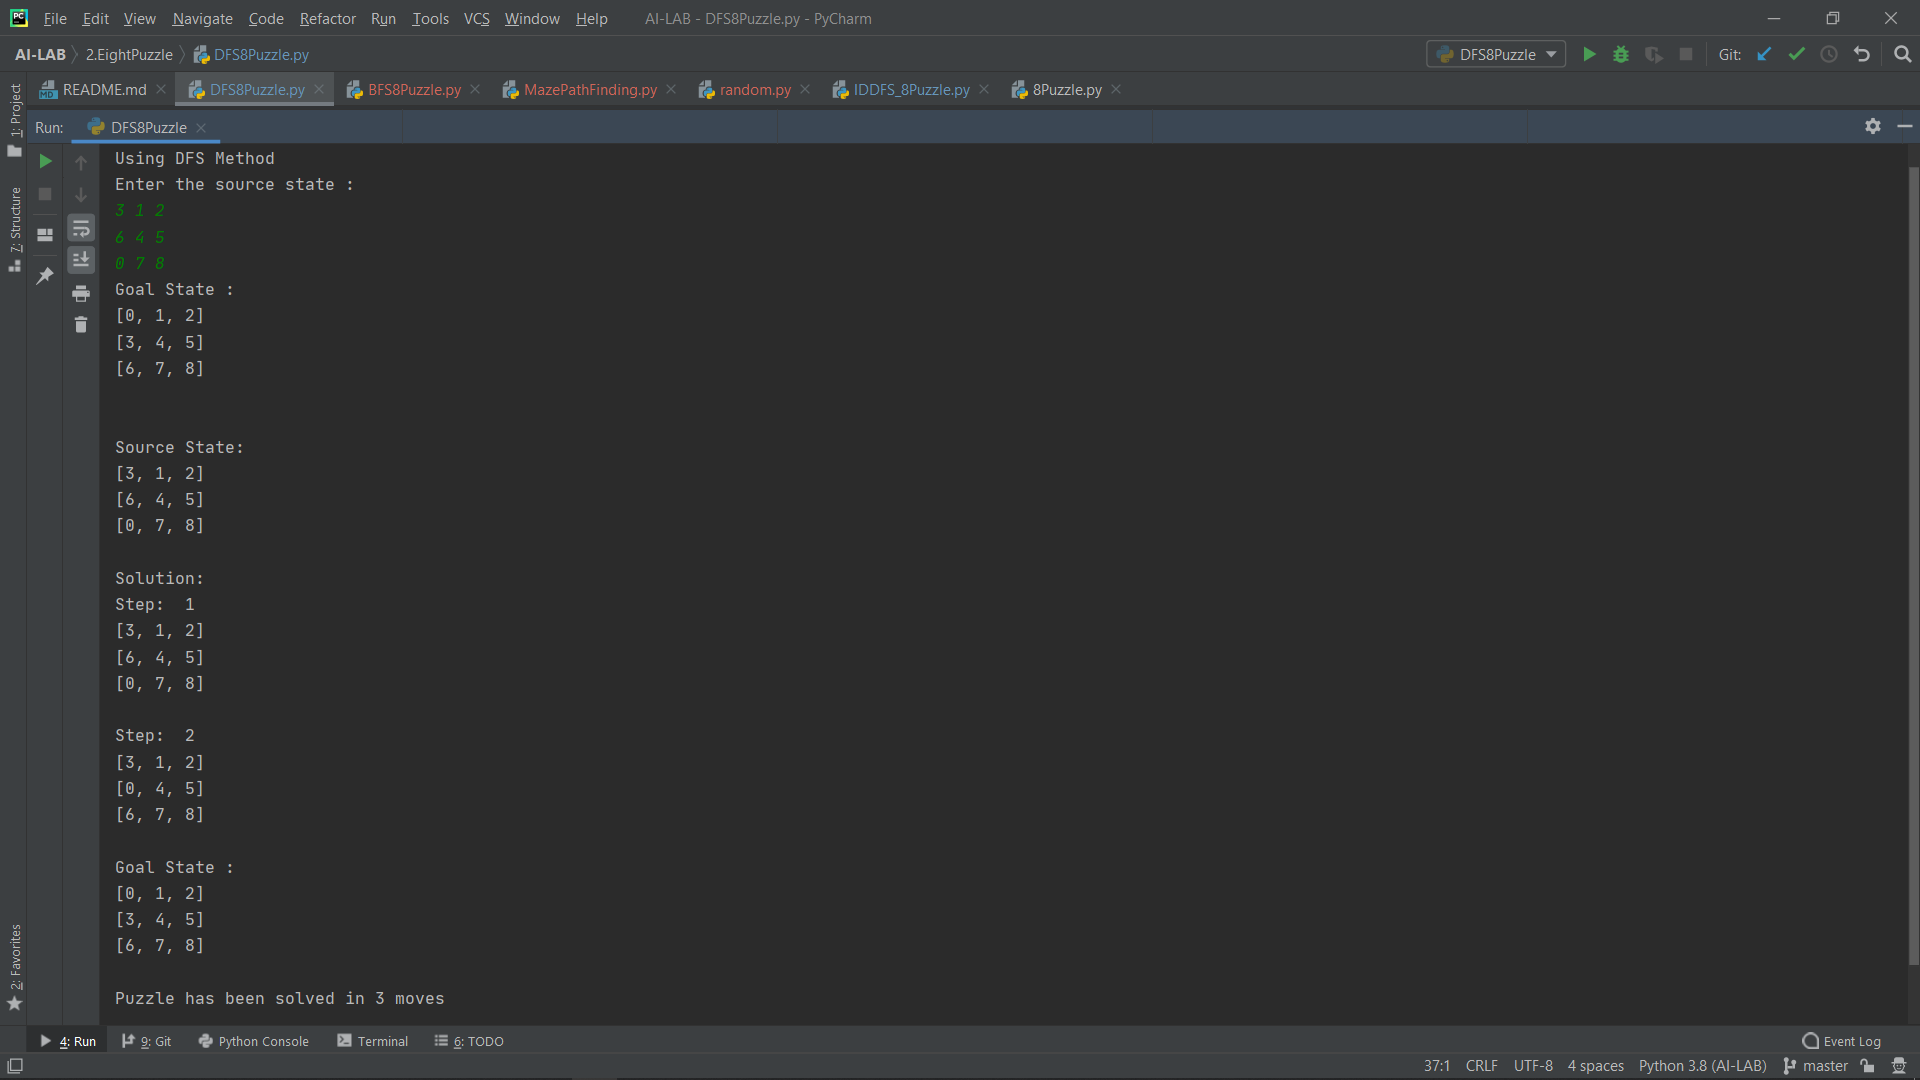 File Edit View Navigate Code Refactor Run Tools VCS Window Help AI-LAB - DFS8Puzzle.py - PyCharm
AI-LAB 2.EightPuzzle DFS8Puzzle.py DFS8Puzzle Git:
README.md DFS8Puzzle.py BFS8Puzzle.py MazePathFinding.py random.py IDDFS_8Puzzle.py 8Puzzle.py
Run: DFS8Puzzle
1: Project
7: Structure
2: Favorites
Using DFS Method
Enter the source state :
3 1 2
6 4 5
0 7 8
Goal State :
[0, 1, 2]
[3, 4, 5]
[6, 7, 8]
Source State:
[3, 1, 2]
[6, 4, 5]
[0, 7, 8]
Solution:
Step:  1
[3, 1, 2]
[6, 4, 5]
[0, 7, 8]
Step:  2
[3, 1, 2]
[0, 4, 5]
[6, 7, 8]
Goal State :
[0, 1, 2]
[3, 4, 5]
[6, 7, 8]
Puzzle has been solved in 3 moves
4: Run 9: Git Python Console Terminal 6: TODO Event Log
37:1 CRLF UTF-8 4 spaces Python 3.8 (AI-LAB) master